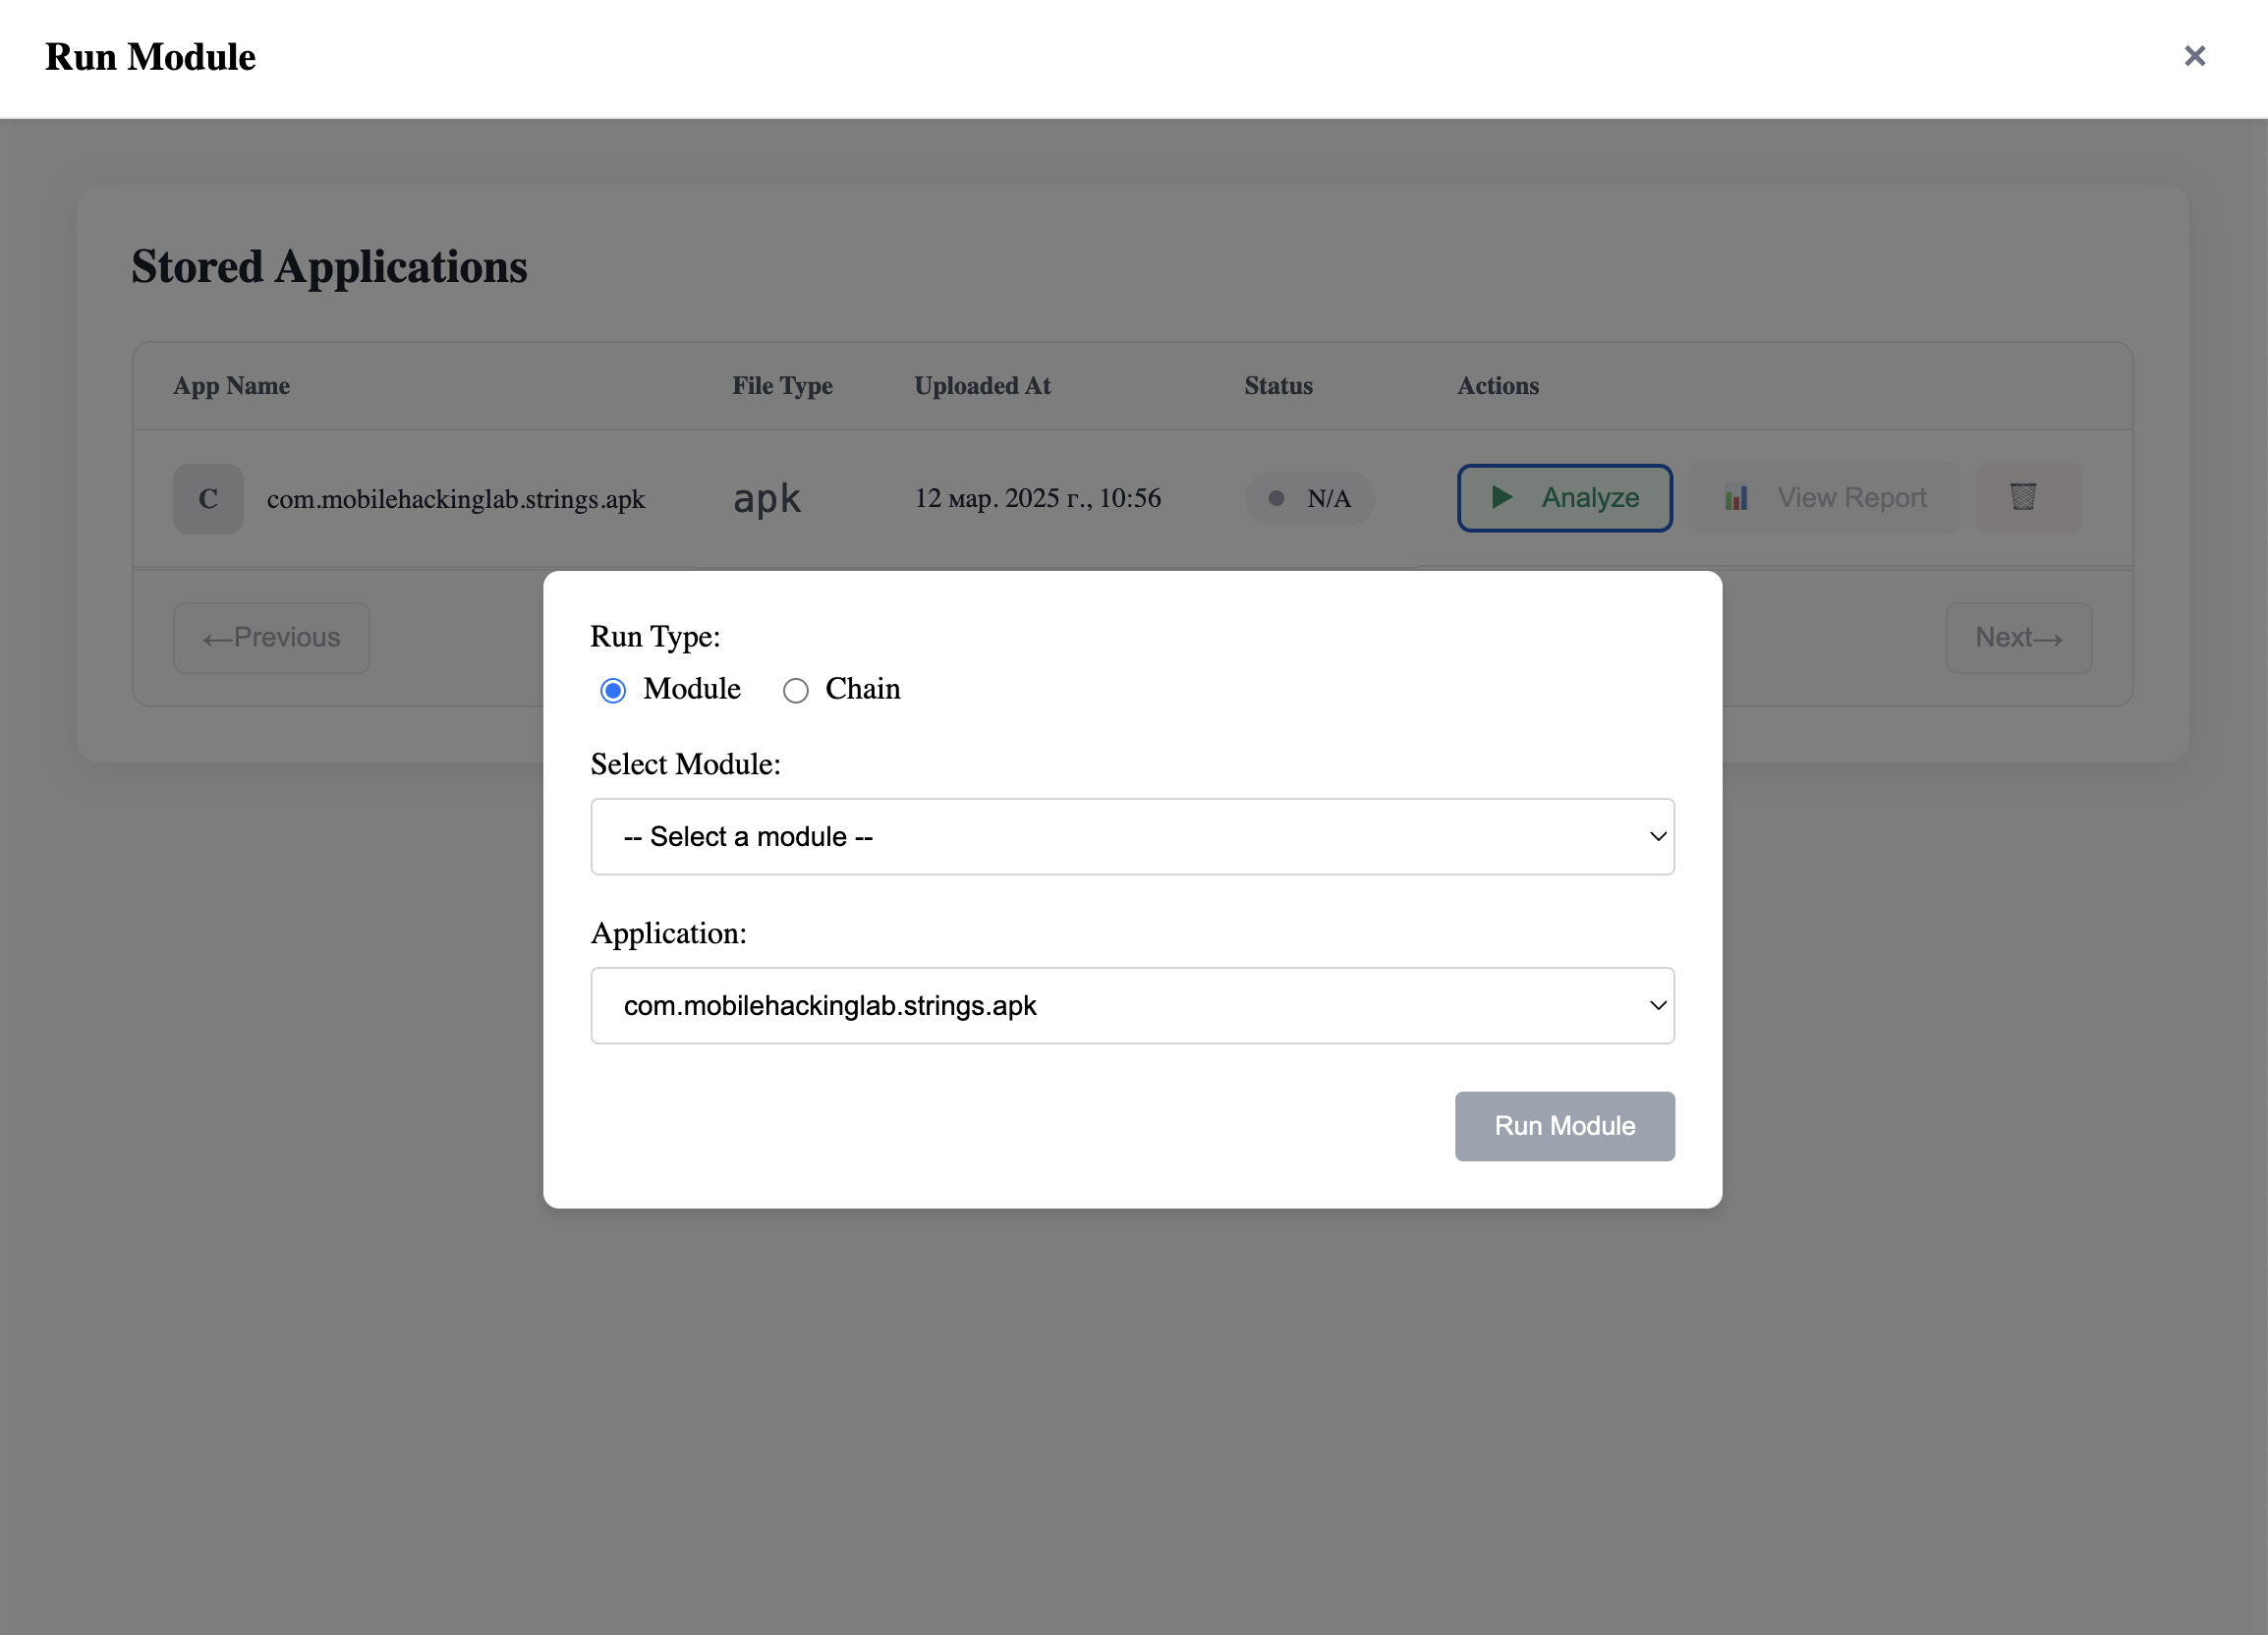 Run Module ×
Stored Applications
App Name File Type Uploaded At Status Actions
C com.mobilehackinglab.strings.apk apk 12 мар. 2025 г., 10:56 N/A Analyze View Report
←Previous Next→
Run Type:
Module Chain
Select Module:
-- Select a module --
Application:
com.mobilehackinglab.strings.apk
Run Module